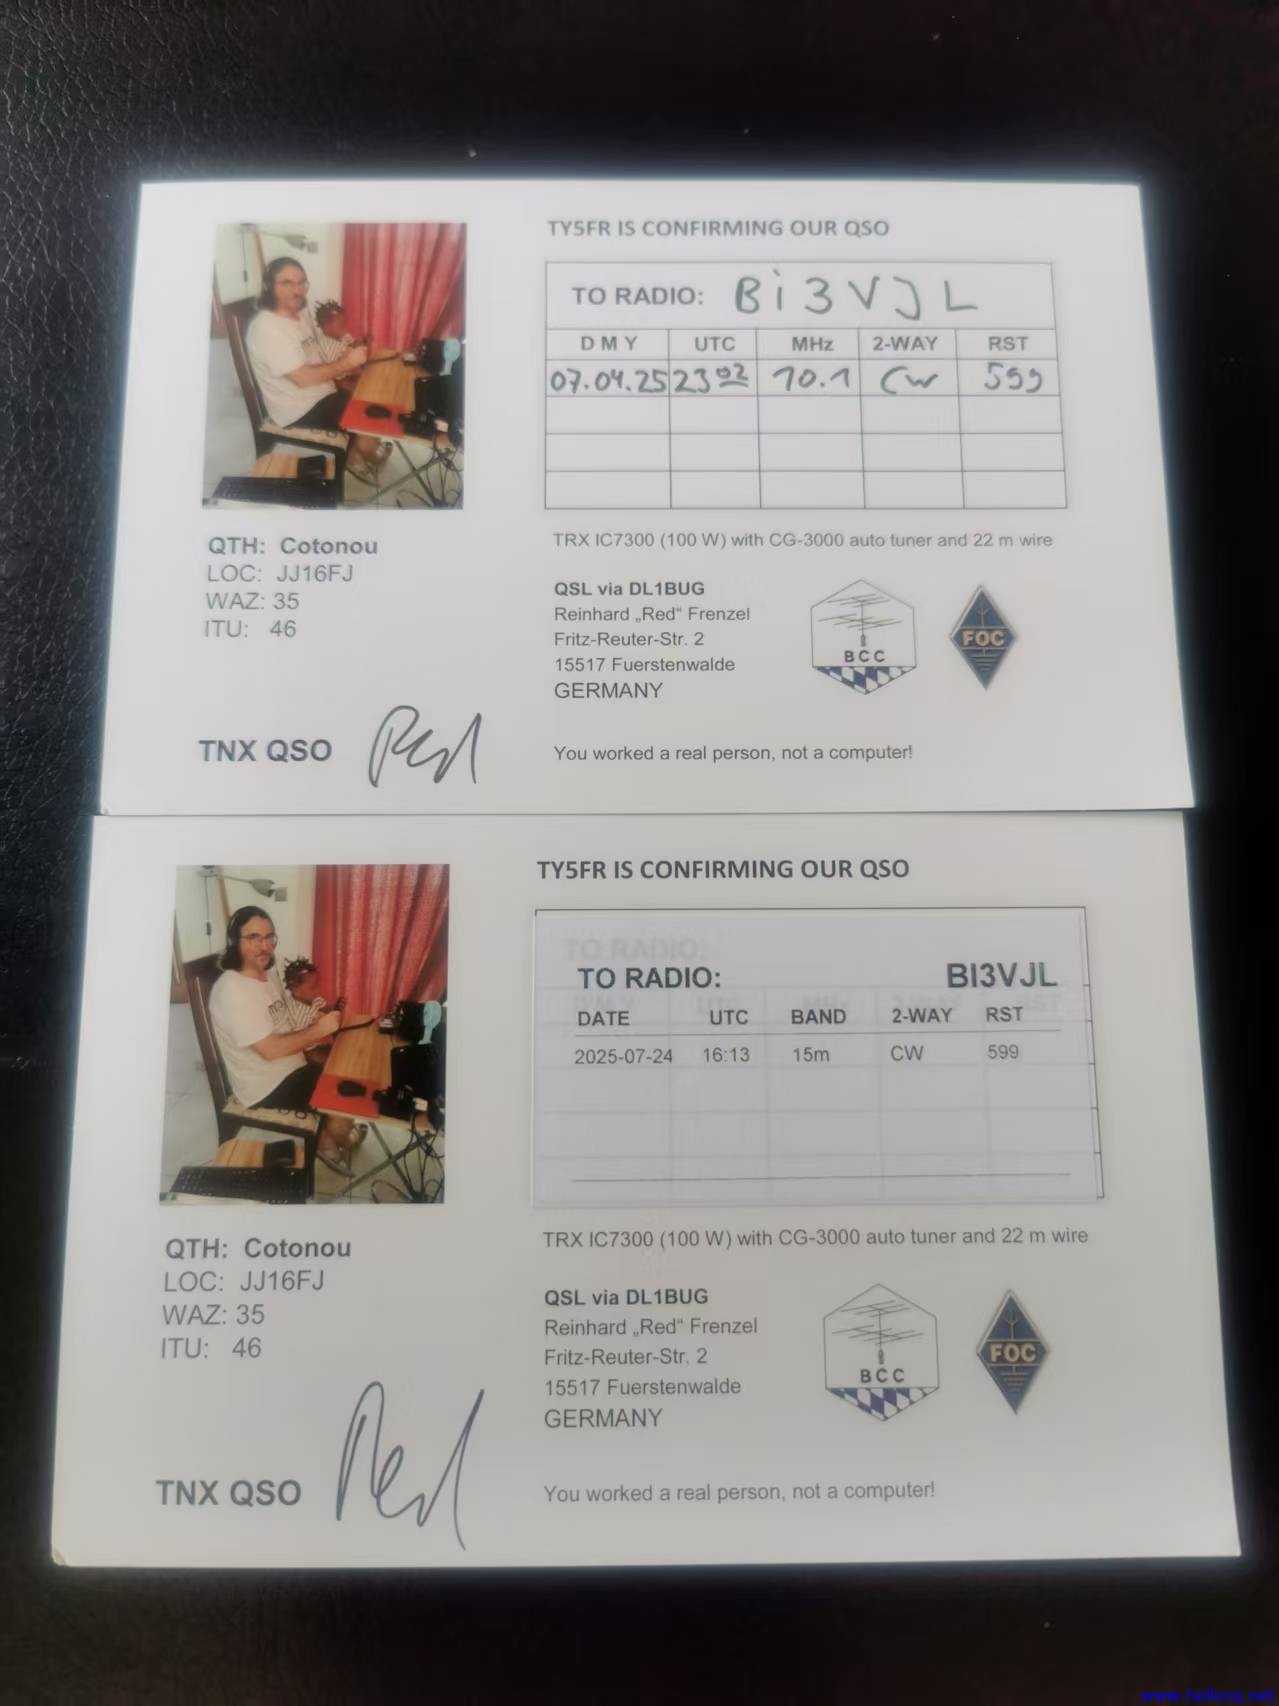 TY5FR IS CONFIRMING OUR QSO
TO RADIO: Bi3VJL
D M Y UTC MHz 2-WAY RST
07.04.25 23 02 10.1 CW 599
TRX IC7300 (100 W) with CG-3000 auto tuner and 22 m wire
QTH: Cotonou
LOC: JJ16FJ
WAZ: 35
ITU: 46
QSL via DL1BUG
Reinhard „Red“ Frenzel
Fritz-Reuter-Str. 2
15517 Fuerstenwalde
GERMANY
BCC
FOC
TNX QSO Red
You worked a real person, not a computer!
TY5FR IS CONFIRMING OUR QSO
TO RADIO:
TO RADIO: BI3VJL
DATE UTC BAND 2-WAY RST
2025-07-24 16:13 15m CW 599
TRX IC7300 (100 W) with CG-3000 auto tuner and 22 m wire
QTH: Cotonou
LOC: JJ16FJ
WAZ: 35
ITU: 46
QSL via DL1BUG
Reinhard „Red“ Frenzel
Fritz-Reuter-Str. 2
15517 Fuerstenwalde
GERMANY
BCC
FOC
TNX QSO Red
You worked a real person, not a computer!
www.hellocq.net